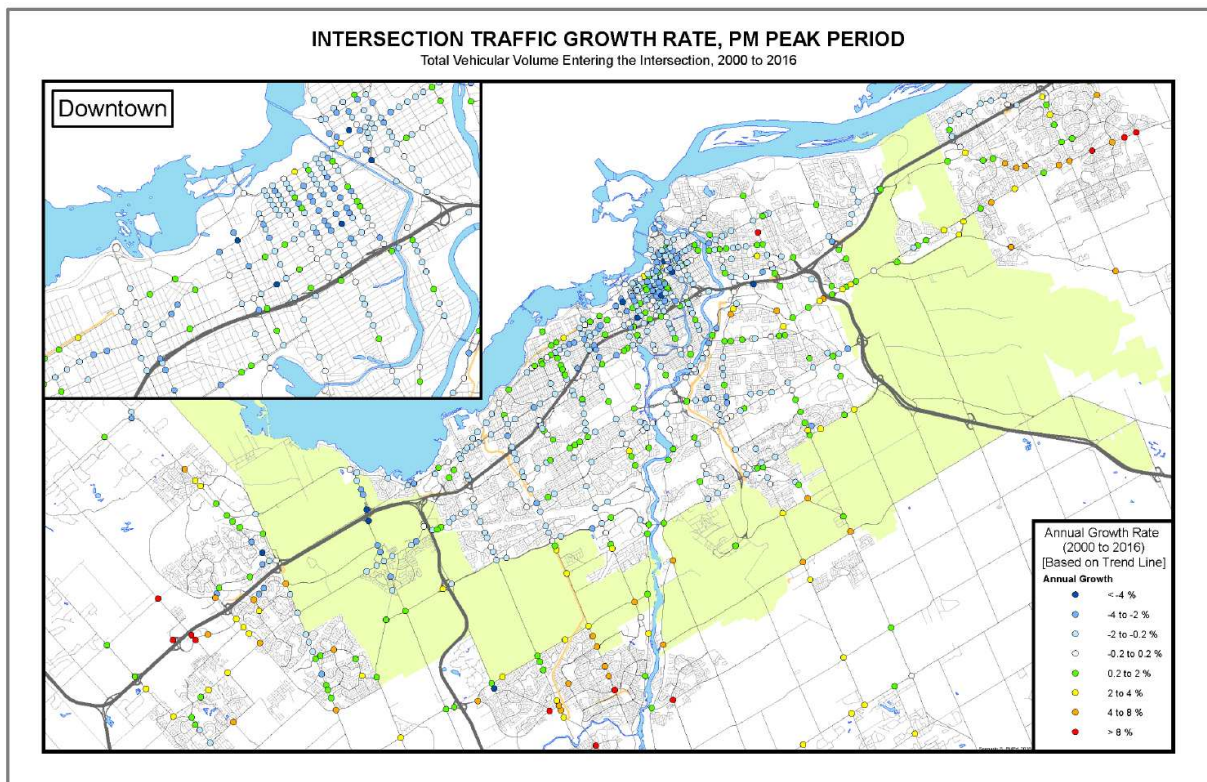 INTERSECTION TRAFFIC GROWTH RATE, PM PEAK PERIOD
Total Vehicular Volume Entering the Intersection, 2000 to 2016
Downtown
Annual Growth Rate
(2000 to 2016)
[Based on Trend Line]
Annual Growth
< -4 %
-4 to -2 %
-2 to -0.2 %
-0.2 to 0.2 %
0.2 to 2 %
2 to 4 %
4 to 8 %
> 8 %